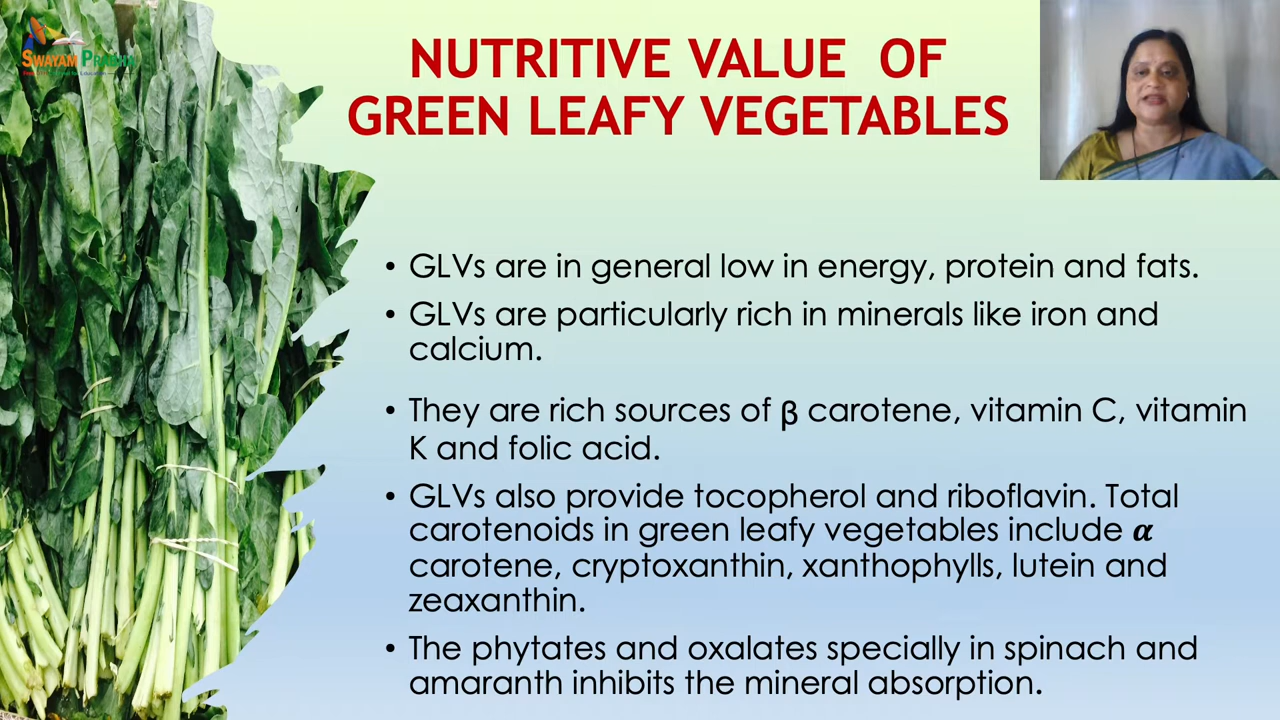 SWAYAM PRABHA
NUTRITIVE VALUE OF
GREEN LEAFY VEGETABLES
• GLVs are in general low in energy, protein and fats.
• GLVs are particularly rich in minerals like iron and
calcium.
• They are rich sources of β carotene, vitamin C, vitamin
K and folic acid.
• GLVs also provide tocopherol and riboflavin. Total
carotenoids in green leafy vegetables include α
carotene, cryptoxanthin, xanthophylls, lutein and
zeaxanthin.
• The phytates and oxalates specially in spinach and
amaranth inhibits the mineral absorption.